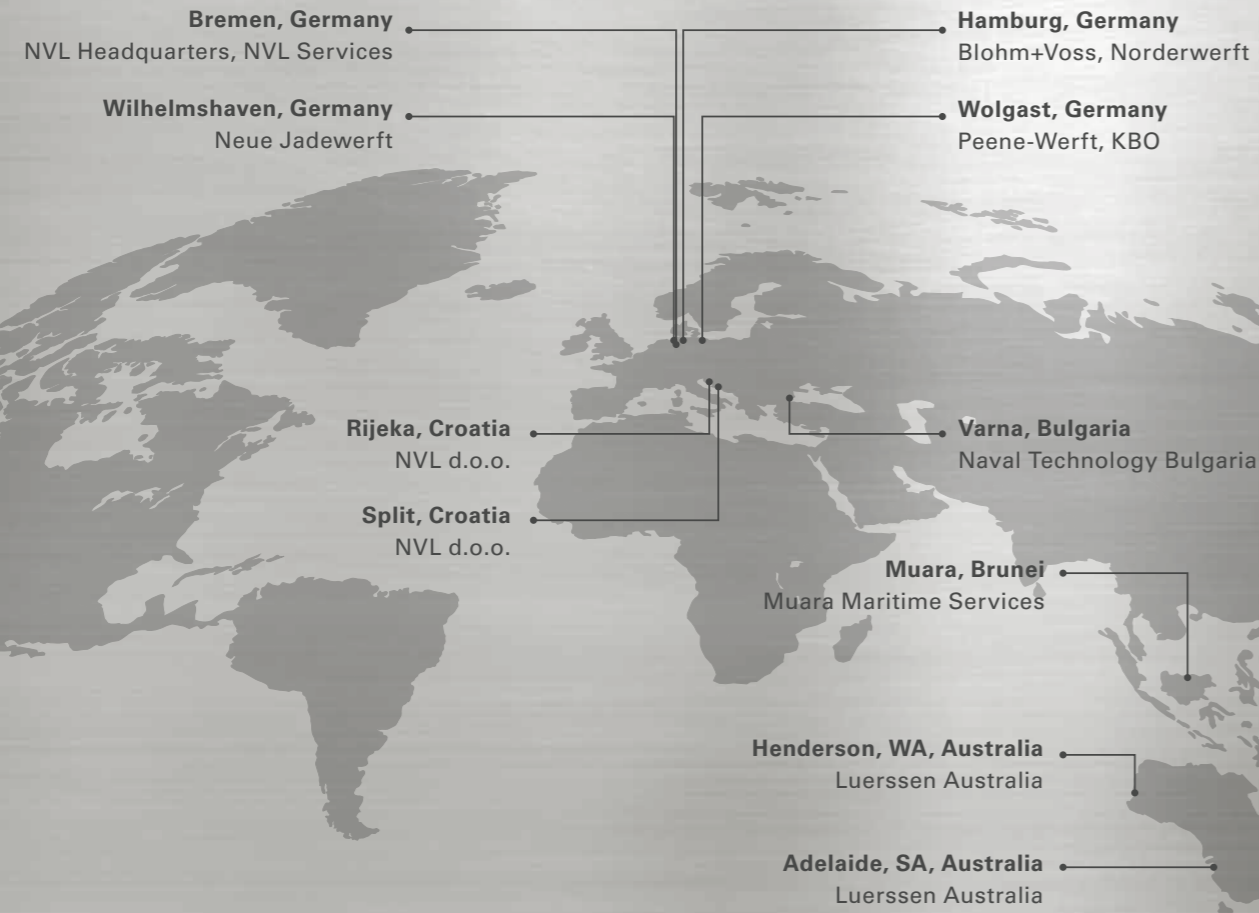 Bremen, Germany
NVL Headquarters, NVL Services
Hamburg, Germany
Blohm+Voss, Norderwerft
Wilhelmshaven, Germany
Neue Jadewerft
Wolgast, Germany
Peene-Werft, KBO
Rijeka, Croatia
NVL d.o.o.
Varna, Bulgaria
Naval Technology Bulgaria
Split, Croatia
NVL d.o.o.
Muara, Brunei
Muara Maritime Services
Henderson, WA, Australia
Luerssen Australia
Adelaide, SA, Australia
Luerssen Australia